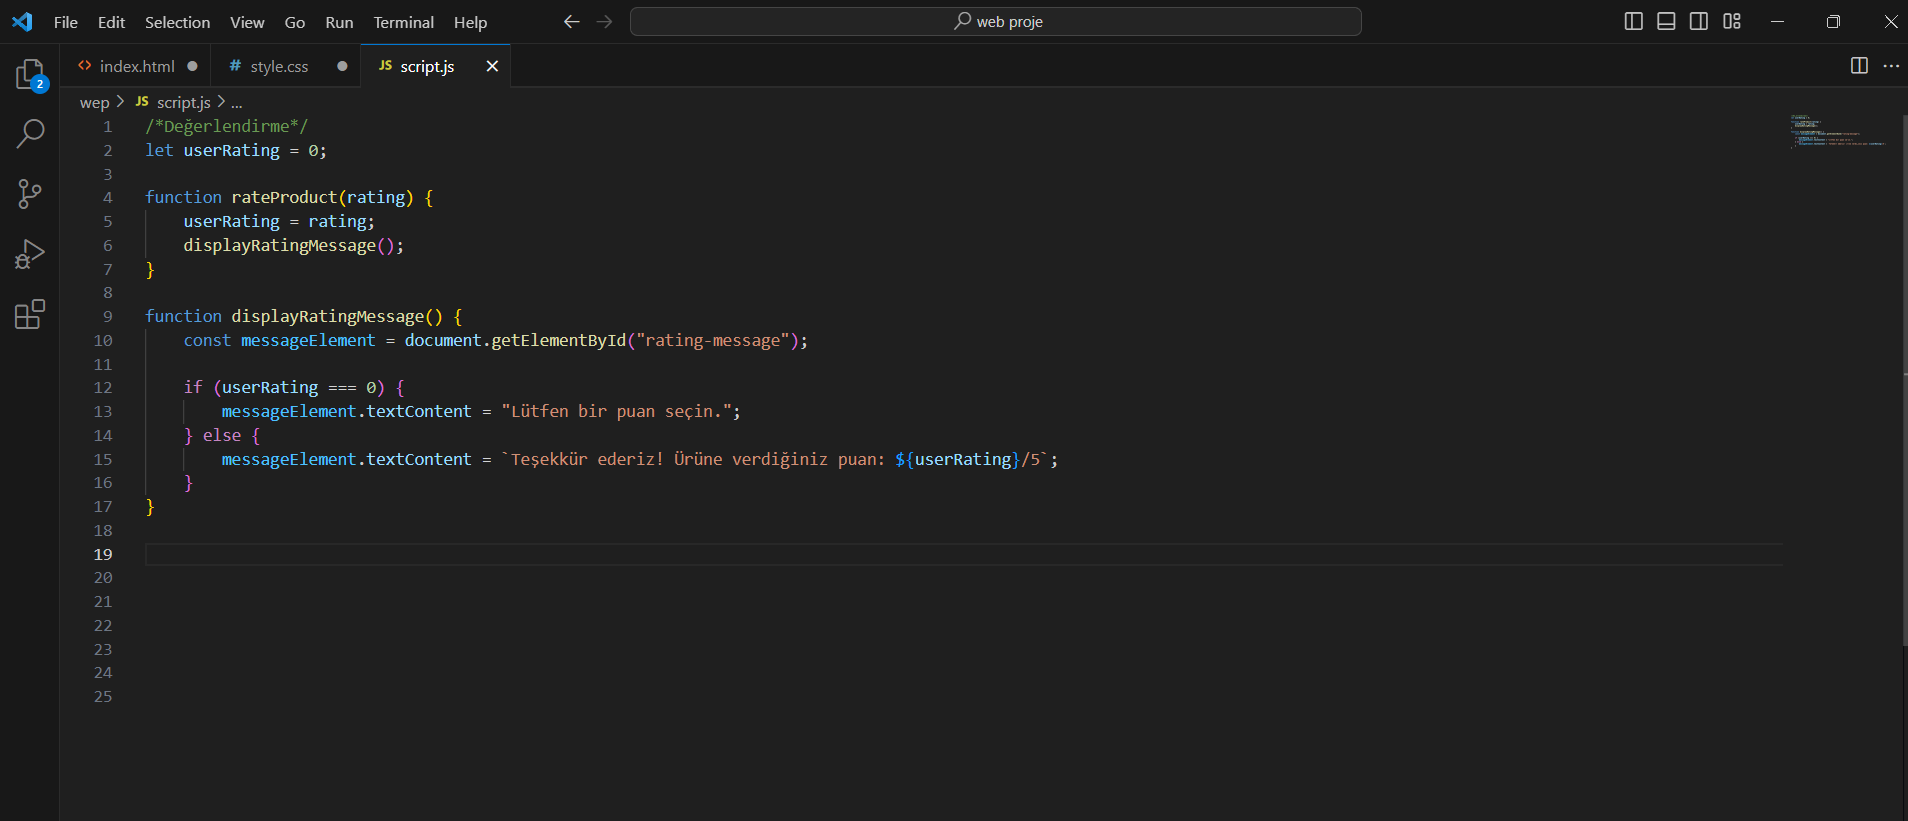 File Edit Selection View Go Run Terminal Help
web proje
2
index.html
# style.css
JS script.js
wep > JS script.js > ...
1 /*Değerlendirme*/
2 let userRating = 0;
3
4 function rateProduct(rating) {
5 userRating = rating;
6 displayRatingMessage();
7 }
8
9 function displayRatingMessage() {
10 const messageElement = document.getElementById("rating-message");
11
12 if (userRating === 0) {
13 messageElement.textContent = "Lütfen bir puan seçin.";
14 } else {
15 messageElement.textContent = `Teşekkür ederiz! Ürüne verdiğiniz puan: ${userRating}/5`;
16 }
17 }
18
19
20
21
22
23
24
25